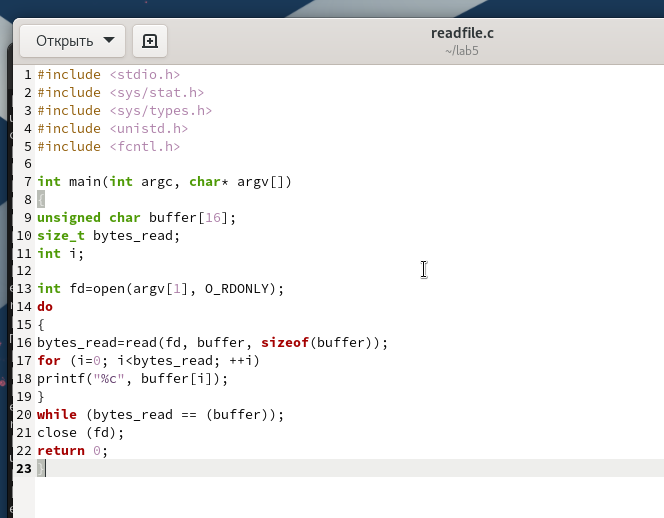 Открыть
readfile.c
~/lab5
1 #include <stdio.h>
2 #include <sys/stat.h>
3 #include <sys/types.h>
4 #include <unistd.h>
5 #include <fcntl.h>
6
7 int main(int argc, char* argv[])
8 {
9 unsigned char buffer[16];
10 size_t bytes_read;
11 int i;
12
13 int fd=open(argv[1], O_RDONLY);
14 do
15 {
16 bytes_read=read(fd, buffer, sizeof(buffer));
17 for (i=0; i<bytes_read; ++i)
18 printf("%c", buffer[i]);
19 }
20 while (bytes_read == (buffer));
21 close (fd);
22 return 0;
23 }